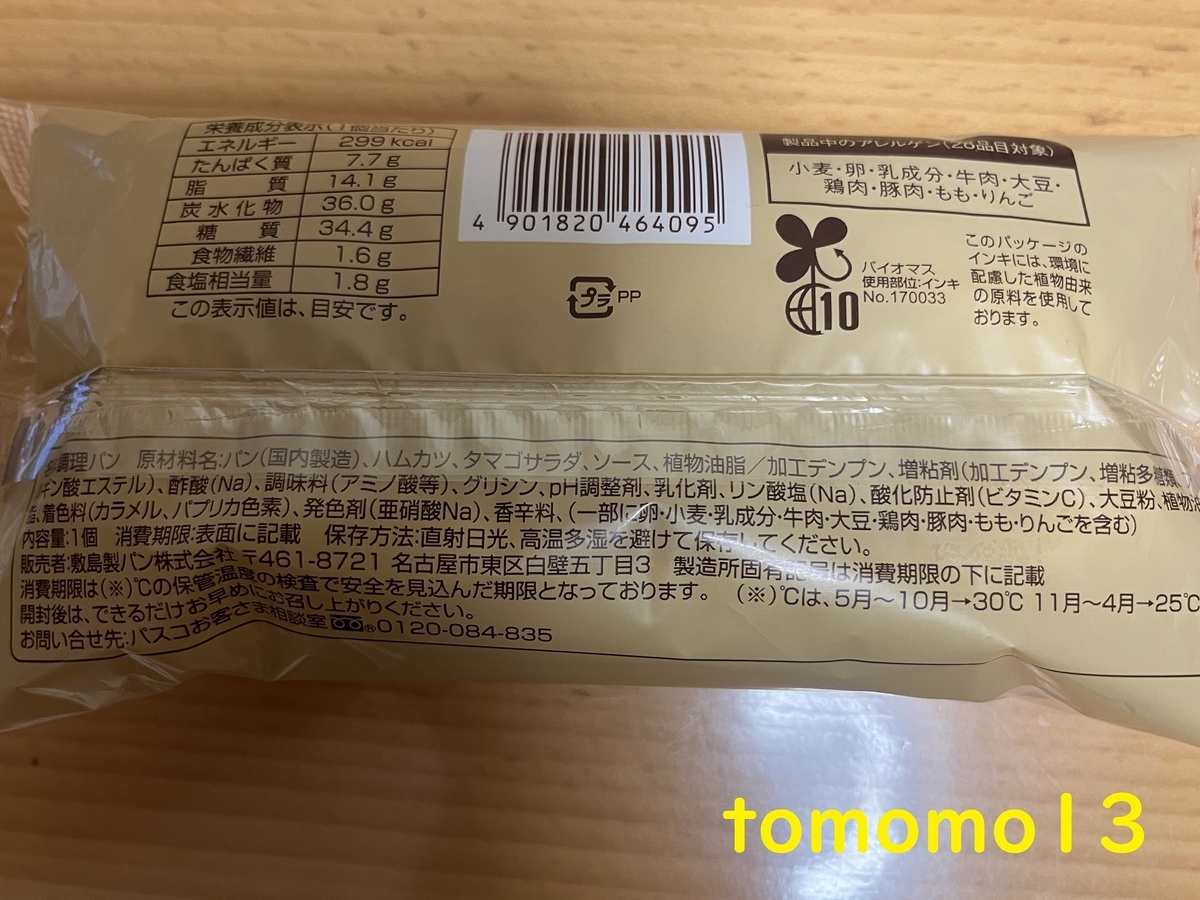 栄養成分表示(1個当たり)
エネルギー 299kcal
たんぱく質 7.7g
脂質 14.1g
炭水化物 36.0g
糖質 34.4g
食物繊維 1.6g
食塩相当量 1.8g
この表示値は、目安です。
4 901820 464095
プラ PP
製品中のアレルゲン(28品目対象)
小麦・卵・乳成分・牛肉・大豆・
鶏肉・豚肉・もも・りんご
10
バイオマス
使用部位:インキ
No.170033
このパッケージの
インキには、環境に
配慮した植物由来
の原料を使用して
おります。
調理パン 原材料名:パン(国内製造)、ハムカツ、タマゴサラダ、ソース、植物油脂/加工デンプン、増粘剤(加工デンプン、増粘多糖類、
ギン酸エステル)、酢酸(Na)、調味料(アミノ酸等)、グリシン、pH調整剤、乳化剤、リン酸塩(Na)、酸化防止剤(ビタミンC)、大豆粉、植物油
脂、着色料(カラメル、パプリカ色素)、発色剤(亜硝酸Na)、香辛料、(一部に卵・小麦・乳成分・牛肉・大豆・鶏肉・豚肉・もも・りんごを含む)
内容量:1個 消費期限:表面に記載 保存方法:直射日光、高温多湿を避けて保存してください。
販売者:敷島製パン株式会社 〒461-8721 名古屋市東区白壁五丁目3 製造所固有記号は消費期限の下に記載
消費期限は(※)℃の保管温度の検査で安全を見込んだ期限となっております。 (※)℃は、5月〜10月→30℃ 11月〜4月→25℃
開封後は、できるだけお早めにお召し上がりください。
お問い合せ先:パスコお客さま相談室 ®0120-084-835
tomomo13